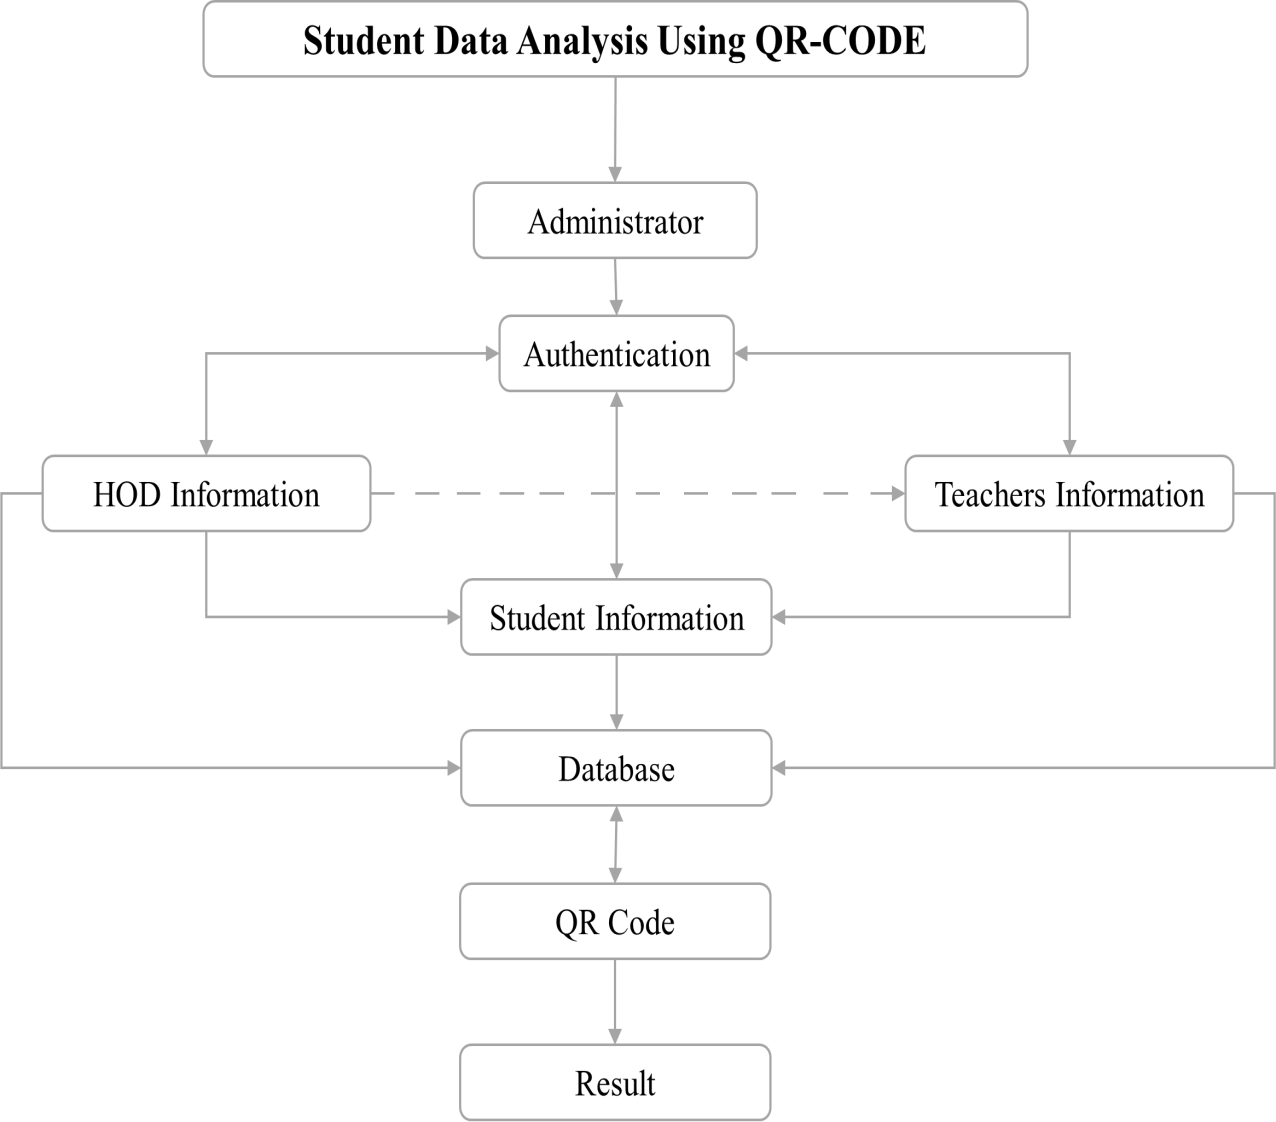 Student Data Analysis Using QR-CODE
Administrator
Authentication
HOD Information
Teachers Information
Student Information
Database
QR Code
Result